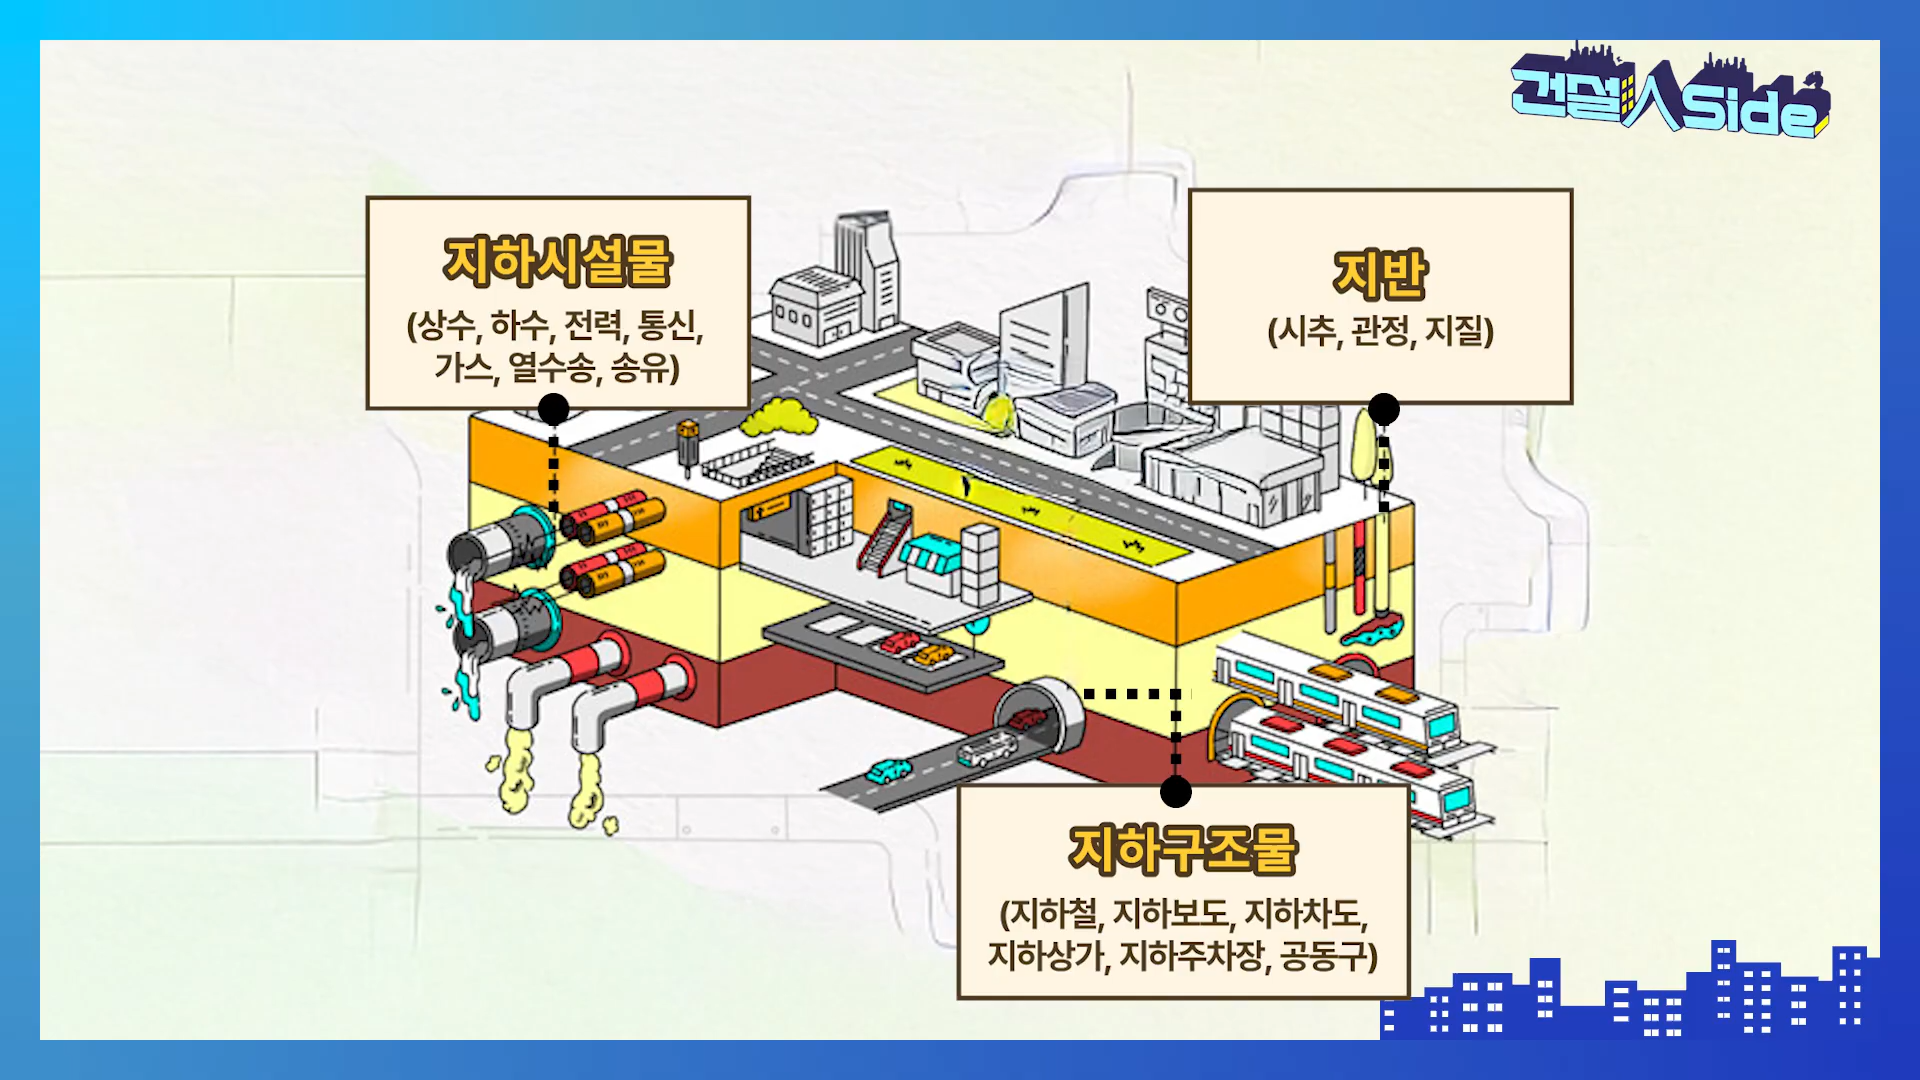 건설人Side
지하시설물
(상수, 하수, 전력, 통신,
가스, 열수송, 송유)
지반
(시추, 관정, 지질)
지하구조물
(지하철, 지하보도, 지하차도,
지하상가, 지하주차장, 공동구)